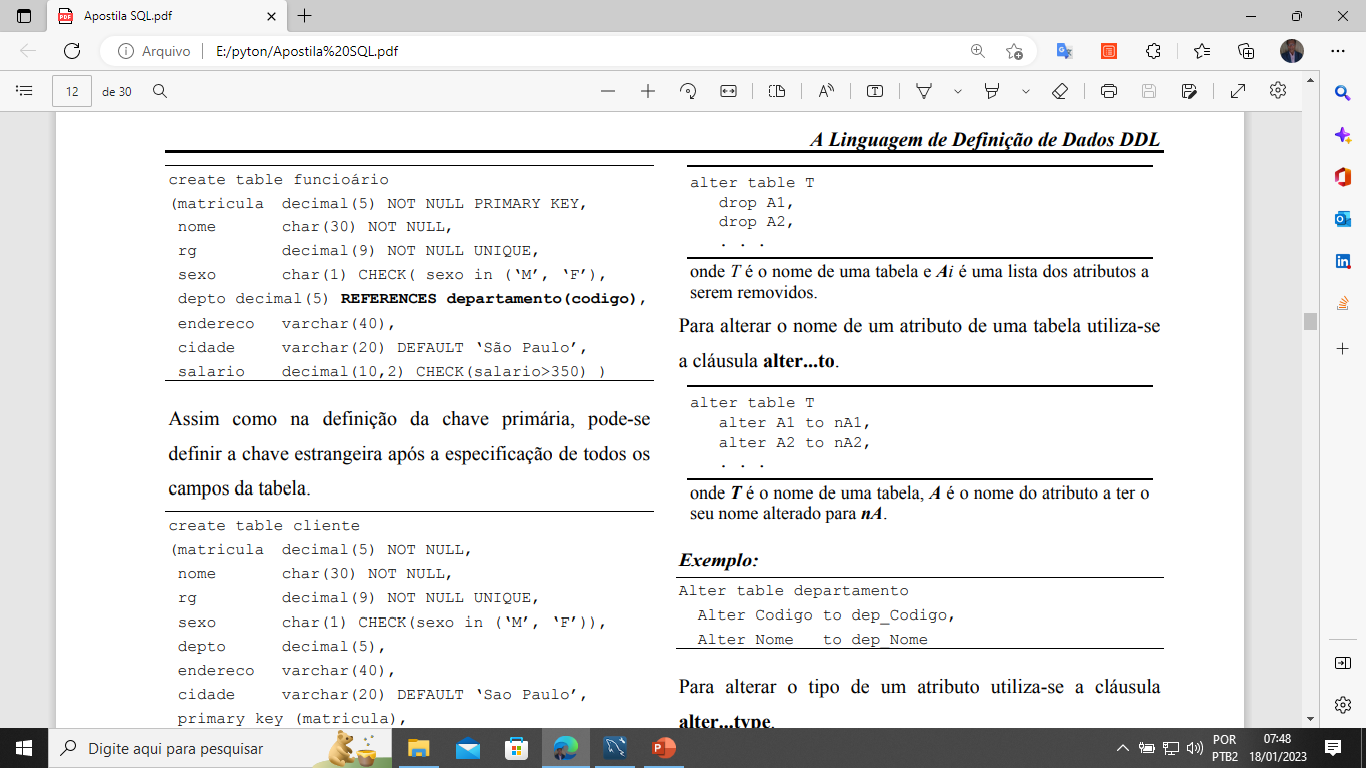 Apostila SQL.pdf
Arquivo
E:/pyton/Apostila%20SQL.pdf
12
de 30
A Linguagem de Definição de Dados DDL
create table funcioário
(matricula decimal(5) NOT NULL PRIMARY KEY,
nome char(30) NOT NULL,
rg decimal(9) NOT NULL UNIQUE,
sexo char(1) CHECK( sexo in (‘M’, ‘F’),
depto decimal(5) REFERENCES departamento(codigo),
endereco varchar(40),
cidade varchar(20) DEFAULT ‘São Paulo’,
salario decimal(10,2) CHECK(salario>350) )
Assim como na definição da chave primária, pode-se
definir a chave estrangeira após a especificação de todos os
campos da tabela.
create table cliente
(matricula decimal(5) NOT NULL,
nome char(30) NOT NULL,
rg decimal(9) NOT NULL UNIQUE,
sexo char(1) CHECK(sexo in (‘M’, ‘F’)),
depto decimal(5),
endereco varchar(40),
cidade varchar(20) DEFAULT ‘Sao Paulo’,
primary key (matricula),
alter table T
drop A1,
drop A2,
. . .
onde T é o nome de uma tabela e Ai é uma lista dos atributos a
serem removidos.
Para alterar o nome de um atributo de uma tabela utiliza-se
a cláusula alter...to.
alter table T
alter A1 to nA1,
alter A2 to nA2,
. . .
onde T é o nome de uma tabela, A é o nome do atributo a ter o
seu nome alterado para nA.
Exemplo:
Alter table departamento
Alter Codigo to dep_Codigo,
Alter Nome to dep_Nome
Para alterar o tipo de um atributo utiliza-se a cláusula
alter...type.
Digite aqui para pesquisar
POR
PTB2
07:48
18/01/2023